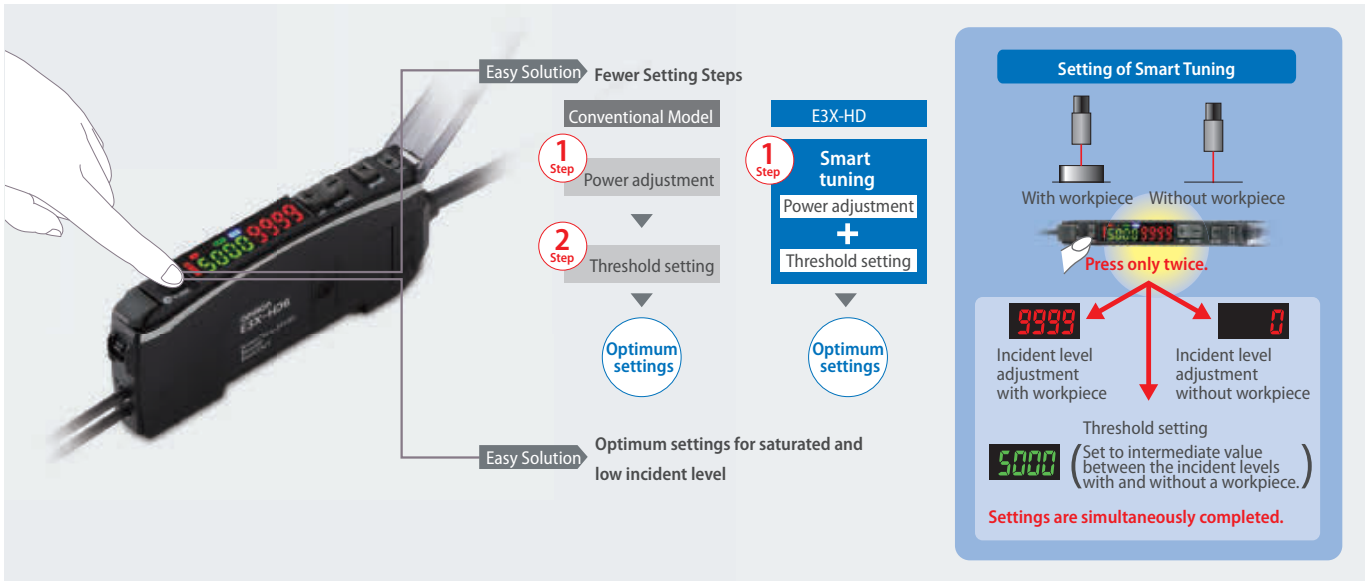 Easy Solution
Fewer Setting Steps
Conventional Model
1
Step
Power adjustment
2
Step
Threshold setting
Optimum
settings
E3X-HD
1
Step
Smart
tuning
Power adjustment
+
Threshold setting
Optimum
settings
Easy Solution
Optimum settings for saturated and
low incident level
5000 9999
OMRON
E3X-HD6
Setting of Smart Tuning
With workpiece
Without workpiece
5000 9999
Press only twice.
9999
Incident level
adjustment
with workpiece
0
Incident level
adjustment
without workpiece
Threshold setting
5000
(Set to intermediate value
between the incident levels
with and without a workpiece.)
Settings are simultaneously completed.